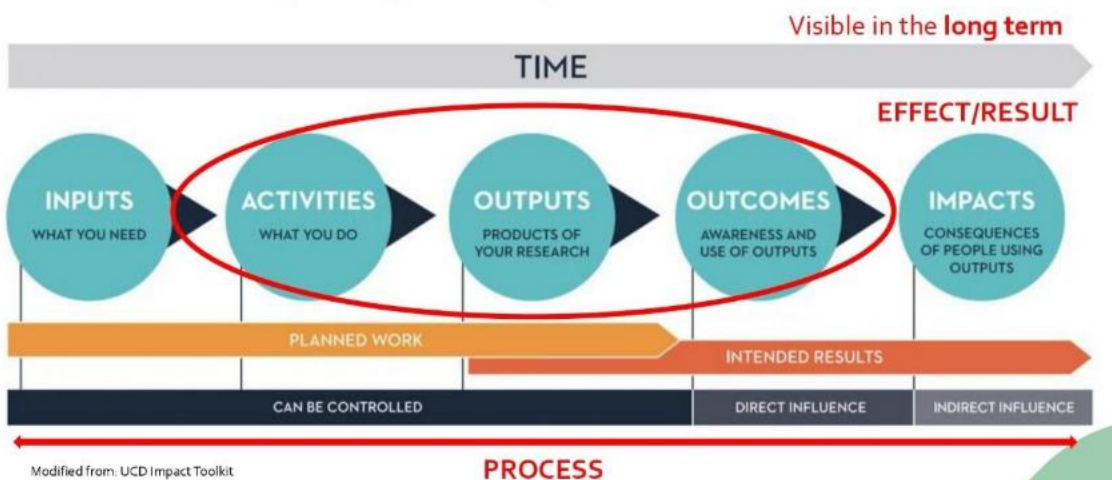 Visible in the long term
TIME
EFFECT/RESULT
INPUTS
WHAT YOU NEED
ACTIVITIES
WHAT YOU DO
OUTPUTS
PRODUCTS OF
YOUR RESEARCH
OUTCOMES
AWARENESS AND
USE OF OUTPUTS
IMPACTS
CONSEQUENCES
OF PEOPLE USING
OUTPUTS
PLANNED WORK
INTENDED RESULTS
CAN BE CONTROLLED
DIRECT INFLUENCE
INDIRECT INFLUENCE
PROCESS
Modified from: UCD Impact Toolkit